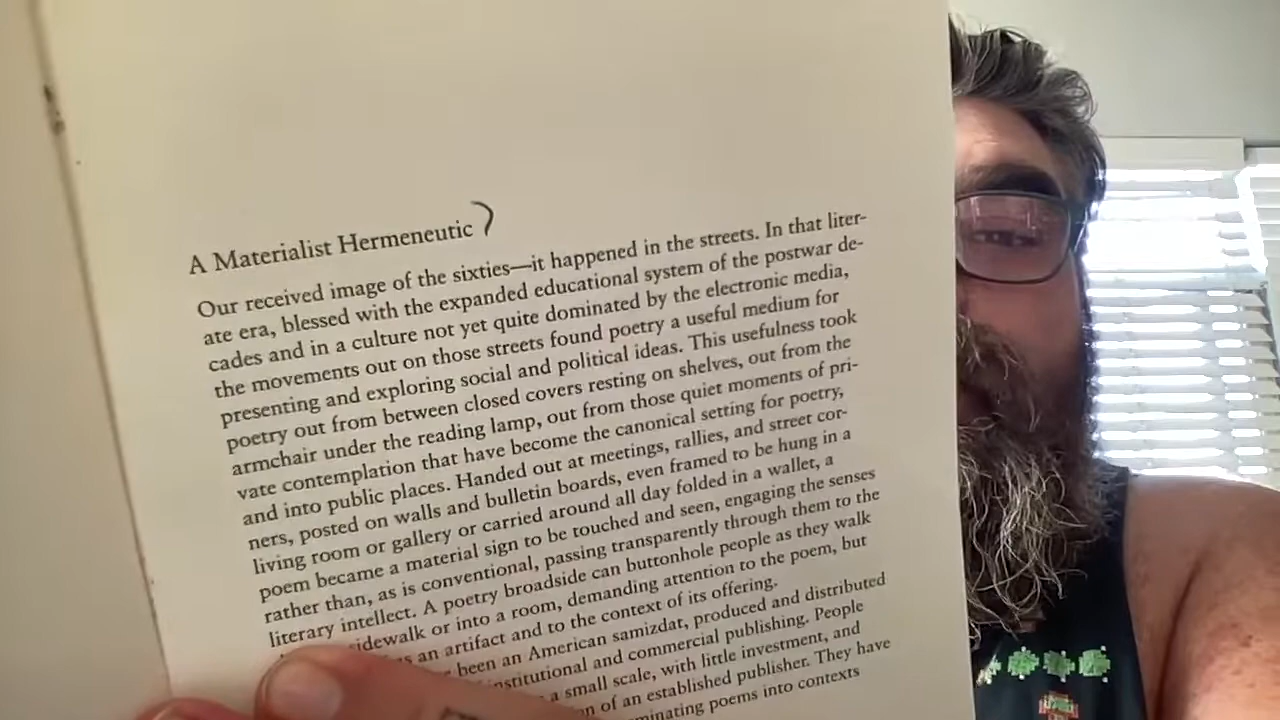 A Materialist Hermeneutic
Our received image of the sixties—it happened in the streets. In that liter-
ate era, blessed with the expanded educational system of the postwar de-
cades and in a culture not yet quite dominated by the electronic media,
the movements out on those streets found poetry a useful medium for
presenting and exploring social and political ideas. This usefulness took
poetry out from between closed covers resting on shelves, out from the
armchair under the reading lamp, out from those quiet moments of pri-
vate contemplation that have become the canonical setting for poetry,
and into public places. Handed out at meetings, rallies, and street cor-
ners, posted on walls and bulletin boards, even framed to be hung in a
living room or gallery or carried around all day folded in a wallet, a
poem became a material sign to be touched and seen, engaging the senses
rather than, as is conventional, passing transparently through them to the
literary intellect. A poetry broadside can buttonhole people as they walk
sidewalk or into a room, demanding attention to the poem, but
as an artifact and to the context of its offering.
been an American samizdat, produced and distributed
institutional and commercial publishing. People
a small scale, with little investment, and
of an established publisher. They have
poems into contexts